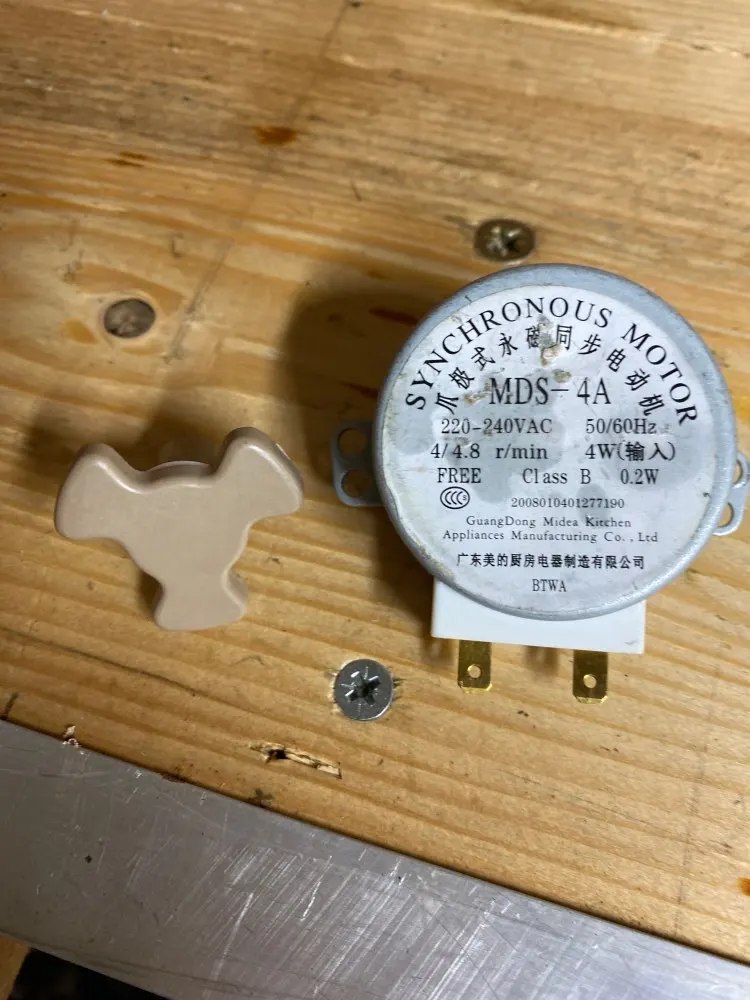 SYNCHRONOUS MOTOR
爪极式永磁同步电动机
MDS-4A
220-240VAC 50/60Hz
4/4.8 r/min 4W(输入)
FREE Class B 0.2W
CCC
2008010401277190
GuangDong Midea Kitchen
Appliances Manufacturing Co., Ltd
广东美的厨房电器制造有限公司
BTWA